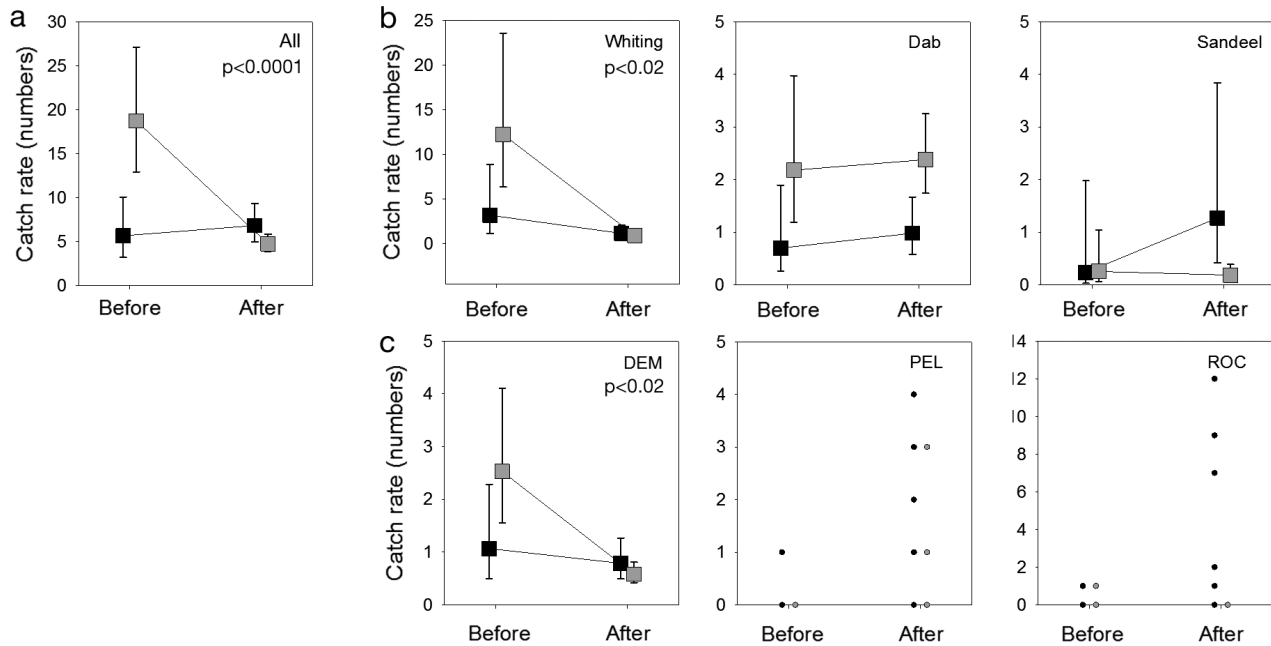 a
All
p<0.0001
Catch rate (numbers)
30
25
20
15
10
5
0
Before After
b
Whiting
p<0.02
Catch rate (numbers)
25
20
15
10
5
0
Before After
Dab
5
4
3
2
1
0
Before After
Sandeel
5
4
3
2
1
0
Before After
c
DEM
p<0.02
Catch rate (numbers)
5
4
3
2
1
0
Before After
PEL
5
4
3
2
1
0
Before After
ROC
14
12
10
8
6
4
2
0
Before After